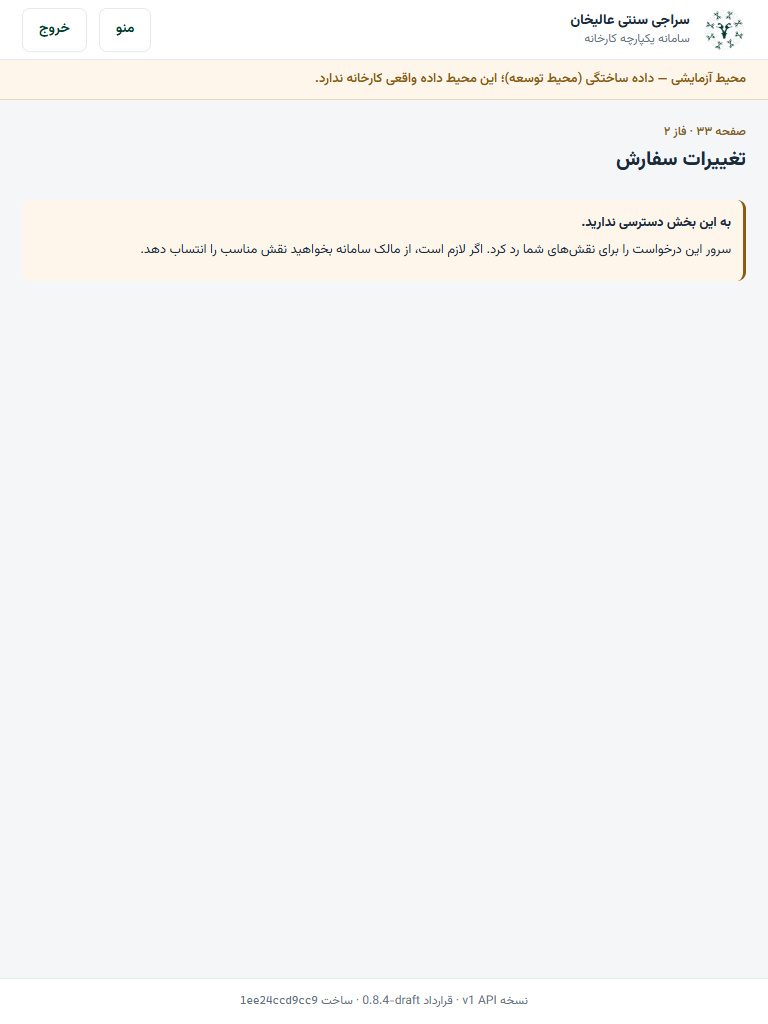 سراجی سنتی عالیخان
سامانه یکپارچه کارخانه
منو
خروج
محیط آزمایشی — داده ساختگی (محیط توسعه)؛ این محیط داده واقعی کارخانه ندارد.
صفحه ۳۳ · فاز ۲
تغییرات سفارش
به این بخش دسترسی ندارید.
سرور این درخواست را برای نقش‌های شما رد کرد. اگر لازم است، از مالک سامانه بخواهید نقش مناسب را انتساب دهد.
نسخه v1 API · قرارداد 0.8.4-draft · ساخت 1ee24ccd9cc9